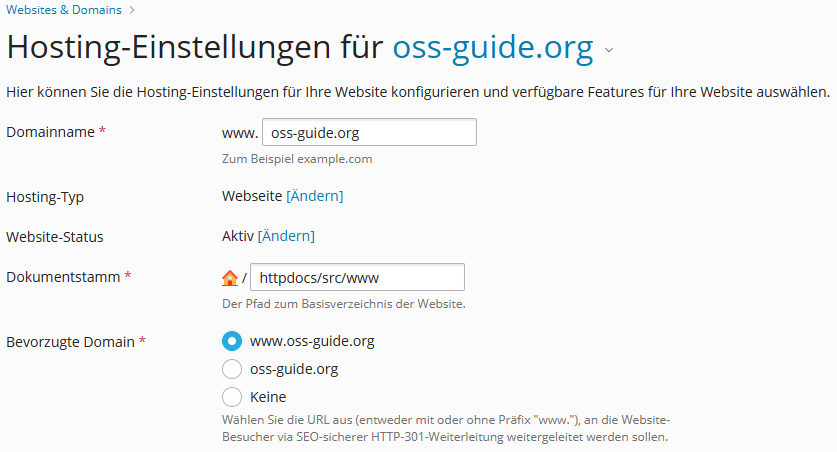 Websites & Domains >
Hosting-Einstellungen für oss-guide.org
Hier können Sie die Hosting-Einstellungen für Ihre Website konfigurieren und verfügbare Features für Ihre Website auswählen.
Domainname * www. oss-guide.org
Zum Beispiel example.com
Hosting-Typ Webseite [Ändern]
Website-Status Aktiv [Ändern]
Dokumentstamm * / httpdocs/src/www
Der Pfad zum Basisverzeichnis der Website.
Bevorzugte Domain * www.oss-guide.org
oss-guide.org
Keine
Wählen Sie die URL aus (entweder mit oder ohne Präfix "www."), an die Website-
Besucher via SEO-sicherer HTTP-301-Weiterleitung weitergeleitet werden sollen.